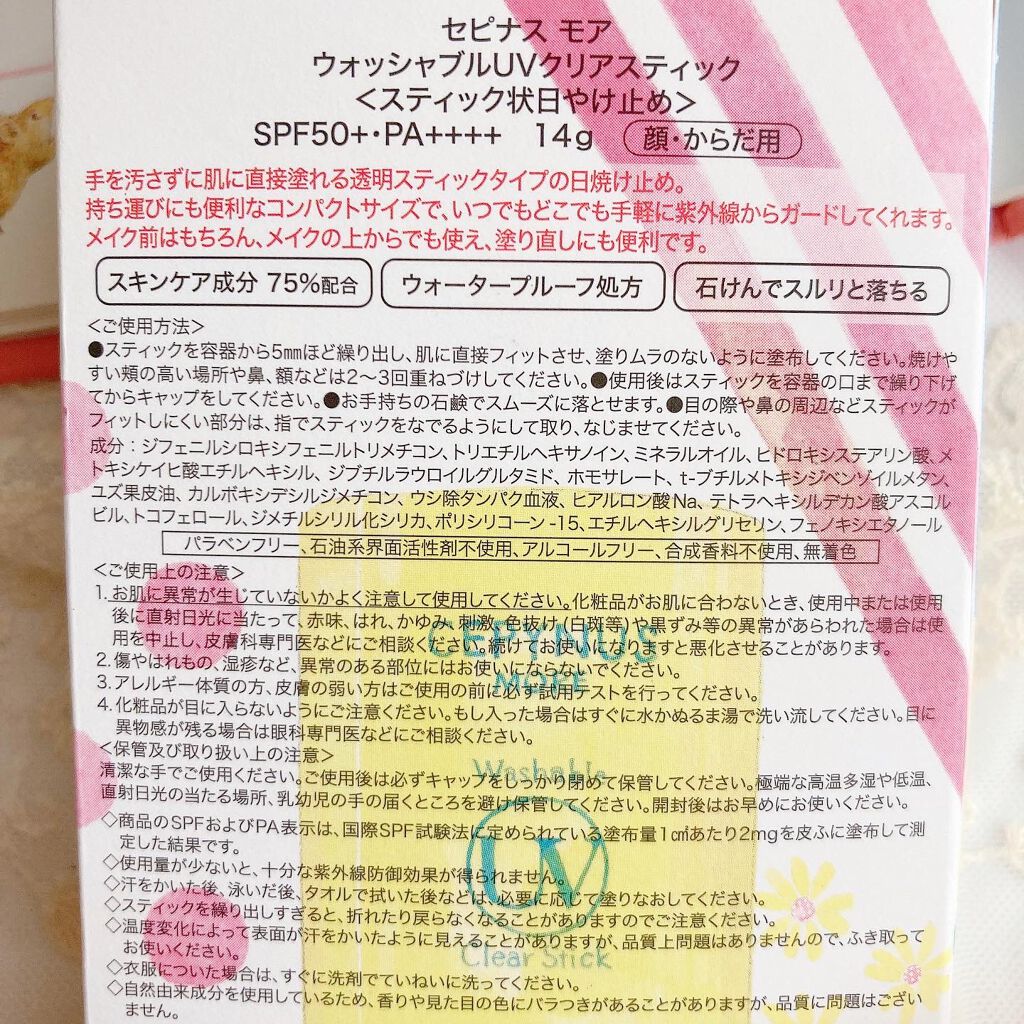 セピナス モア
ウォッシャブルUVクリアスティック
＜スティック状日やけ止め＞
SPF50+・PA++++ 14g 顔・からだ用
手を汚さずに肌に直接塗れる透明スティックタイプの日焼け止め。
持ち運びにも便利なコンパクトサイズで、いつでもどこでも手軽に紫外線からガードしてくれます。
メイク前はもちろん、メイクの上からでも使え、塗り直しにも便利です。
スキンケア成分 75%配合 ウォータープルーフ処方 石けんでスルリと落ちる
＜ご使用方法＞
●スティックを容器から5mmほど繰り出し、肌に直接フィットさせ、塗りムラのないように塗布してください。焼けや
すい頬の高い場所や鼻、額などは2～3回重ねづけしてください。●使用後はスティックを容器の口まで繰り下げ
てからキャップをしてください。●お手持ちの石鹸でスムーズに落とせます。●目の際や鼻の周辺などスティックが
フィットしにくい部分は、指でスティックをなでるようにして取り、なじませてください。
成分：ジフェニルシロキシフェニルトリメチコン、トリエチルヘキサノイン、ミネラルオイル、ヒドロキシステアリン酸、メ
トキシケイヒ酸エチルヘキシル、ジブチルラウロイルグルタミド、ホモサレート、t-ブチルメトキシジベンゾイルメタン、
ユズ果皮油、カルボキシデシルジメチコン、ウシ除タンパク血液、ヒアルロン酸Na、テトラヘキシルデカン酸アスコル
ビル、トコフェロール、ジメチルシリル化シリカ、ポリシリコーン-15、エチルヘキシルグリセリン、フェノキシエタノール
パラベンフリー、石油系界面活性剤不使用、アルコールフリー、合成香料不使用、無着色
＜ご使用上の注意＞
1. お肌に異常が生じていないかよく注意して使用してください。化粧品がお肌に合わないとき、使用中または使用
後に直射日光に当たって、赤味、はれ、かゆみ、刺激、色抜け(白斑等)や黒ずみ等の異常があらわれた場合は使
用を中止し、皮膚科専門医などにご相談ください。続けてお使いになりますと悪化させることがあります。
2. 傷やはれもの、湿疹など、異常のある部位にはお使いにならないでください。
3. アレルギー体質の方、皮膚の弱い方はご使用の前に必ず試用テストを行ってください。
4. 化粧品が目に入らないようにご注意ください。もし入った場合はすぐに水かぬるま湯で洗い流してください。目に
異物感が残る場合は眼科専門医などにご相談ください。
＜保管及び取り扱い上の注意＞
清潔な手でご使用ください。ご使用後は必ずキャップをしっかり閉めて保管してください。極端な高温多湿や低温、
直射日光の当たる場所、乳幼児の手の届くところを避け保管してください。開封後はお早めにお使いください。
◇商品のSPFおよびPA表示は、国際SPF試験法に定められている塗布量1㎠あたり2mgを皮ふに塗布して測
定した結果です。
◇使用量が少ないと、十分な紫外線防御効果が得られません。
◇汗をかいた後、泳いだ後、タオルで拭いた後などは、必要に応じて塗りなおしてください。
◇スティックを繰り出しすぎると、折れたり戻らなくなることがありますのでご注意ください。
◇温度変化によって表面が汗をかいたように見えることがありますが、品質上問題はありませんので、ふき取って
お使いください。
◇衣服についた場合は、すぐに洗剤でていねいに洗ってください。
◇自然由来成分を使用しているため、香りや見た目の色にバラつきがあることがありますが、品質に問題はござい
ません。
CEPYNUS
MORE
Washable
UV
Clear Stick